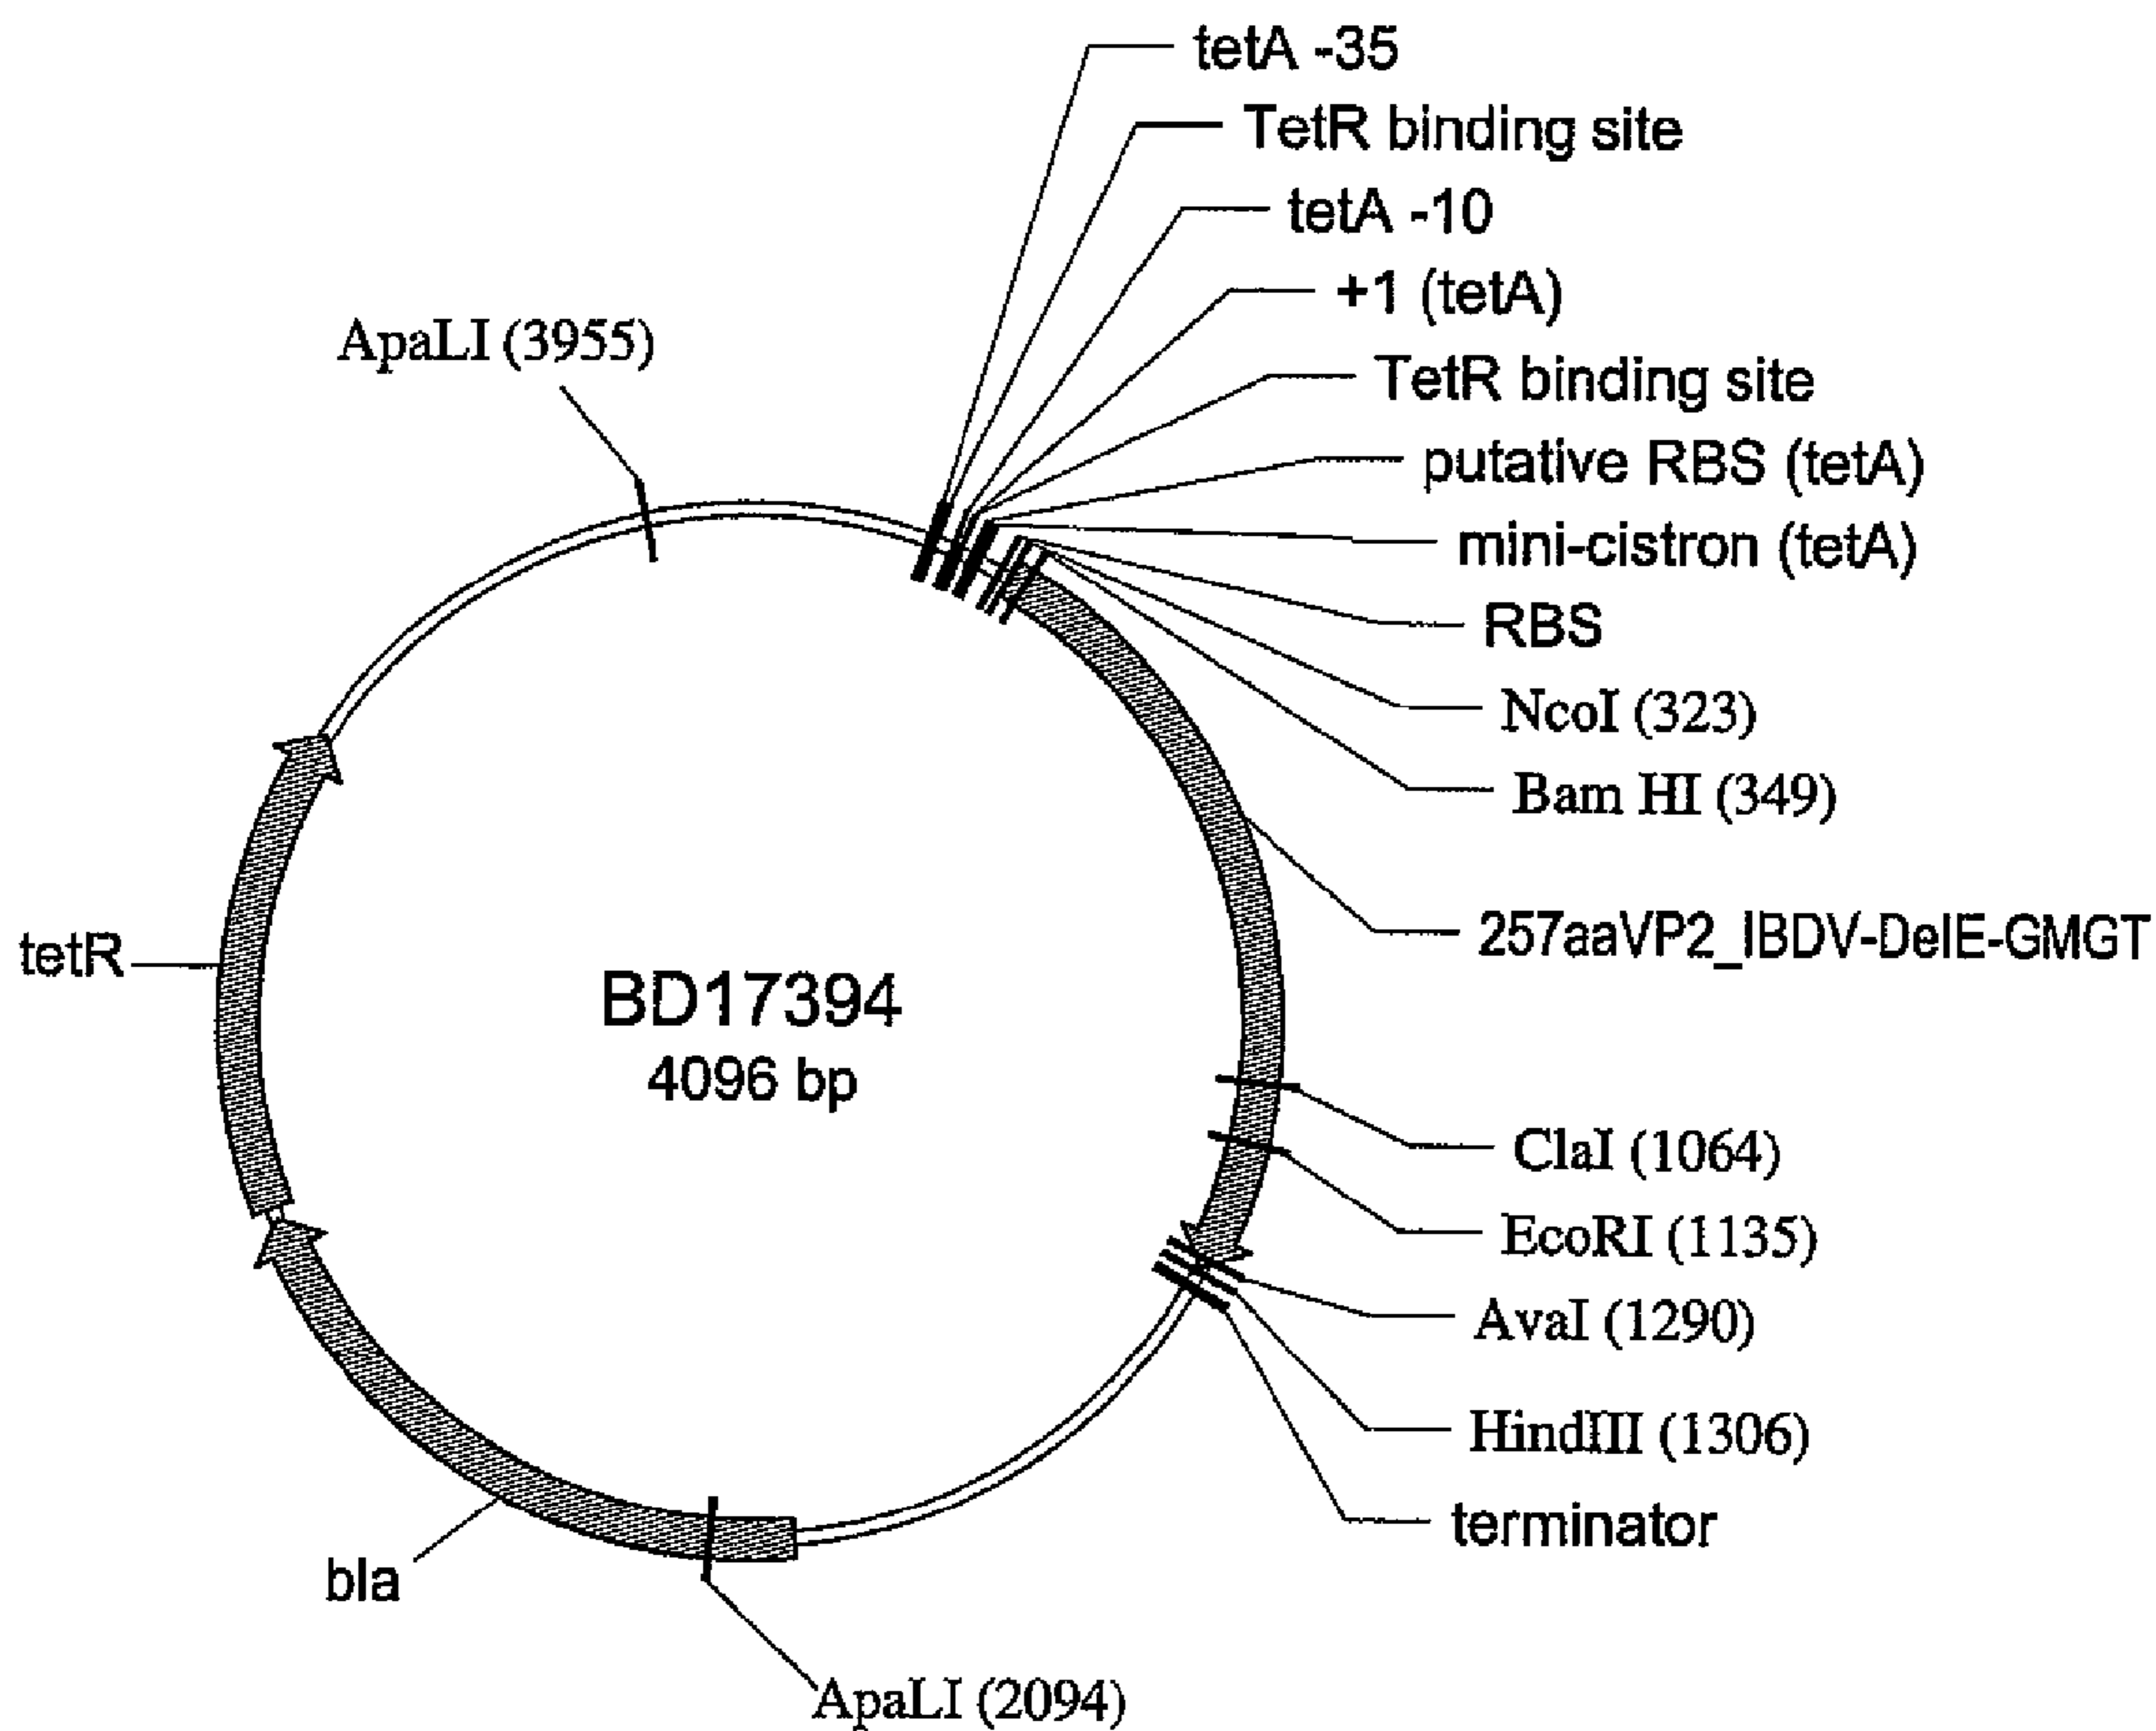 tetA -35
TetR binding site
tetA -10
+1 (tetA)
ApaLI (3955)
TetR binding site
putative RBS (tetA)
mini-cistron (tetA)
RBS
NcoI (323)
Bam HI (349)
257aaVP2_IBDV-DelE-GMGT
tetR
BD17394
4096 bp
ClaI (1064)
EcoRI (1135)
AvaI (1290)
HindIII (1306)
terminator
bla
ApaLI (2094)